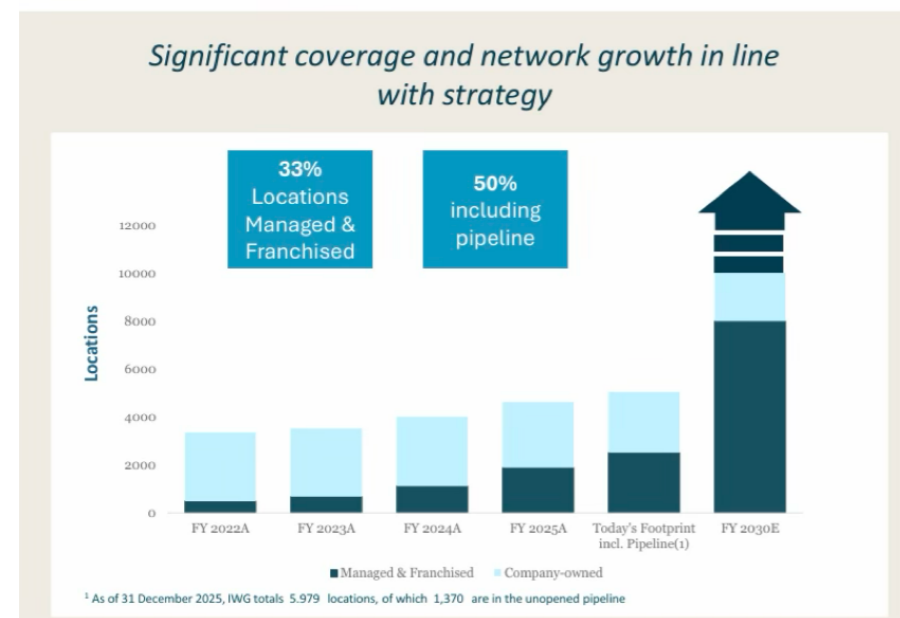 Significant coverage and network growth in line
with strategy
33%
Locations
Managed &
Franchised
50%
including
pipeline
Locations
12000
10000
8000
6000
4000
2000
0
FY 2022A
FY 2023A
FY 2024A
FY 2025A
Today's Footprint
incl. Pipeline(1)
FY 2030E
Managed & Franchised
Company-owned
1 As of 31 December 2025, IWG totals 5.979 locations, of which 1,370 are in the unopened pipeline